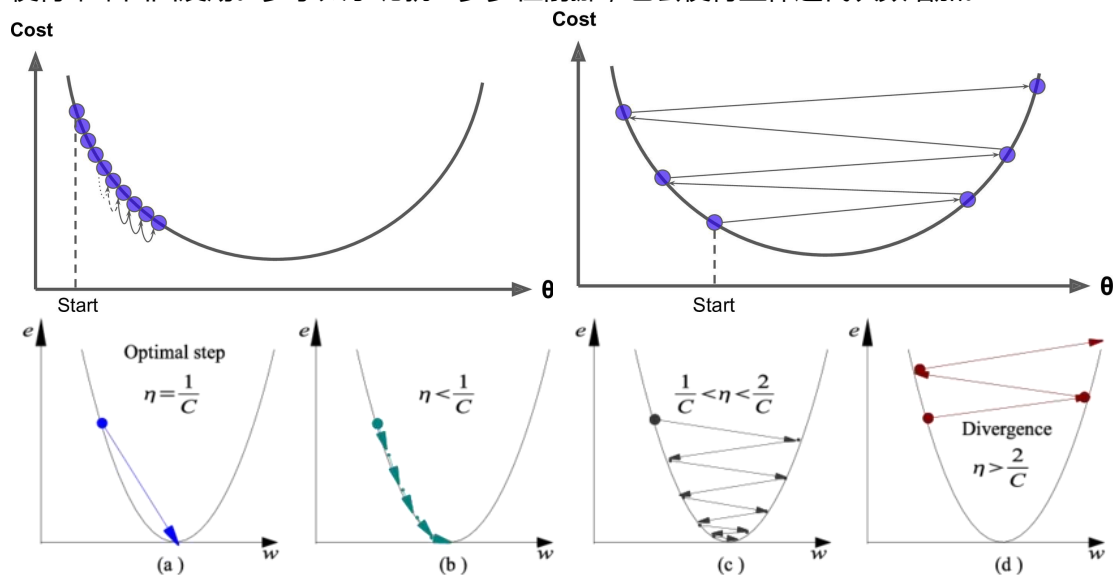 Cost
Cost
θ
θ
Start
Start
e
Optimal step
η=1/C
w
(a)
e
η<1/C
w
(b)
e
1/C<η<2/C
w
(c)
e
Divergence
η>2/C
w
(d)